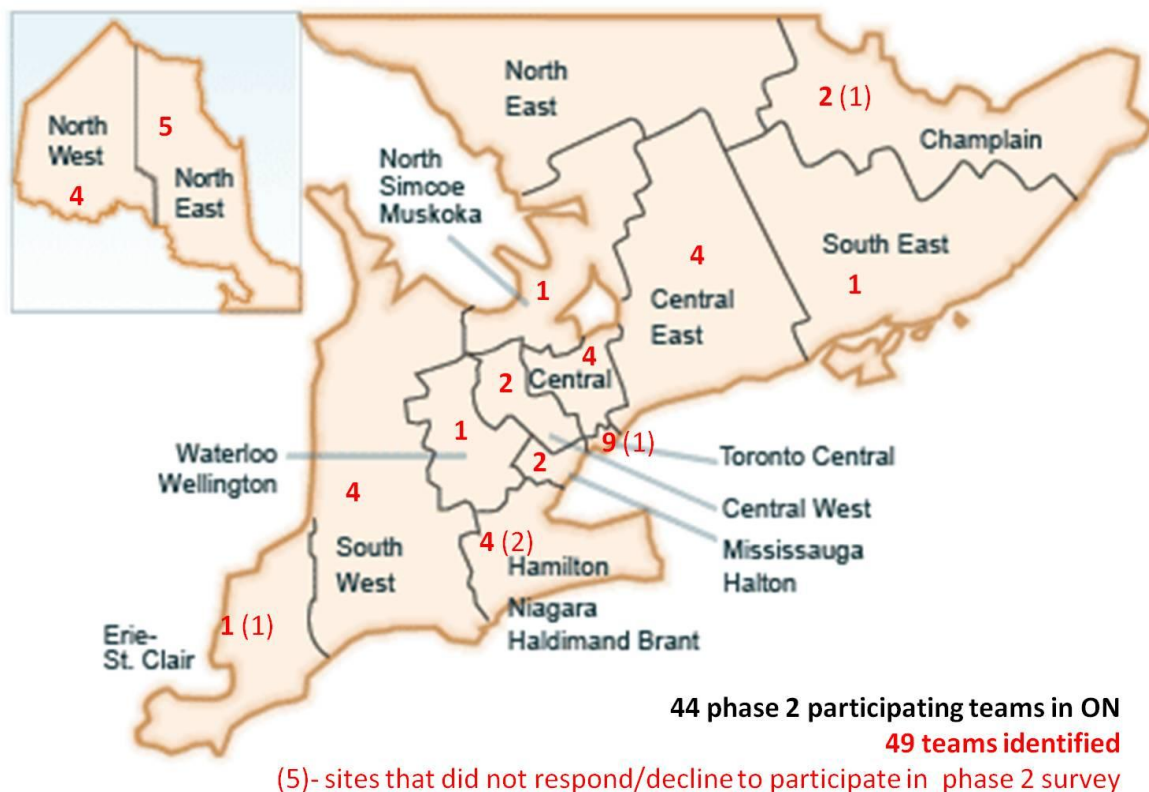 North
West
4
5
North
East
North
East
2 (1)
Champlain
North
Simcoe
Muskoka
4
South East
1
1
Central
East
4
2
Central
1
9 (1)
Waterloo
Wellington
2
Toronto Central
4
Central West
4 (2)
South
West
Hamilton
Mississauga
Halton
Niagara
Haldimand Brant
1 (1)
Erie-
St. Clair
44 phase 2 participating teams in ON
49 teams identified
(5)- sites that did not respond/decline to participate in phase 2 survey